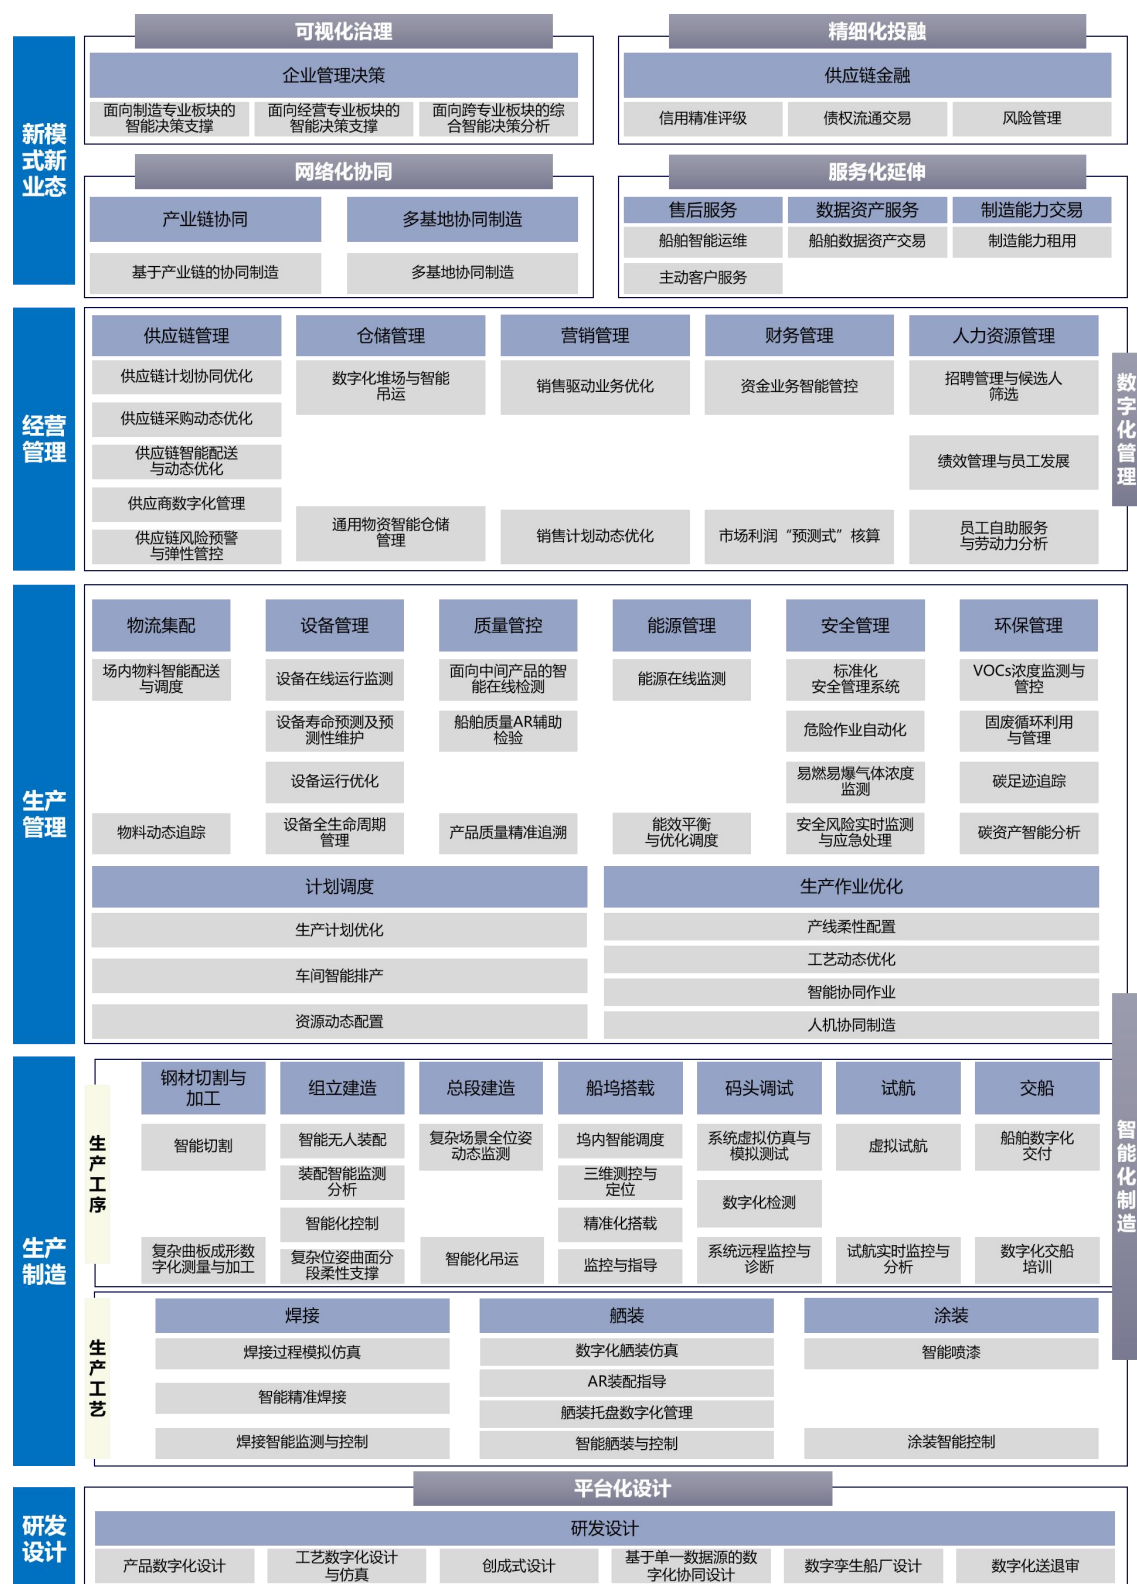 新模
式新
业态
可视化治理
企业管理决策
面向制造专业板块的
智能决策支撑
面向经营专业板块的
智能决策支撑
面向跨专业板块的综
合智能决策分析
精细化投融
供应链金融
信用精准评级
债权流通交易
风险管理
网络化协同
产业链协同
多基地协同制造
基于产业链的协同制造
多基地协同制造
服务化延伸
售后服务
数据资产服务
制造能力交易
船舶智能运维
船舶数据资产交易
制造能力租用
主动客户服务
经营
管理
数字化管理
供应链管理
供应链计划协同优化
供应链采购动态优化
供应链智能配送
与动态优化
供应商数字化管理
供应链风险预警
与弹性管控
仓储管理
数字化堆场与智能
吊运
通用物资智能仓储
管理
营销管理
销售驱动业务优化
销售计划动态优化
财务管理
资金业务智能管控
市场利润“预测式”核算
人力资源管理
招聘管理与候选人
筛选
绩效管理与员工发展
员工自助服务
与劳动力分析
生产
管理
物流集配
场内物料智能配送
与调度
物料动态追踪
设备管理
设备在线运行监测
设备寿命预测及预
测性维护
设备运行优化
设备全生命周期
管理
质量管控
面向中间产品的智
能在线检测
船舶质量AR辅助
检验
产品质量精准追溯
能源管理
能源在线监测
能效平衡
与优化调度
安全管理
标准化
安全管理系统
危险作业自动化
易燃易爆气体浓度
监测
安全风险实时监测
与应急处理
环保管理
VOCs浓度监测与
管控
固废循环利用
与管理
碳足迹追踪
碳资产智能分析
计划调度
生产计划优化
车间智能排产
资源动态配置
生产作业优化
产线柔性配置
工艺动态优化
智能协同作业
人机协同制造
智能化制造
生产
制造
生产工序
钢材切割与
加工
智能切割
复杂曲板成形数
字化测量与加工
组立建造
智能无人装配
装配智能监测
分析
智能化控制
复杂位姿曲面分
段柔性支撑
总段建造
复杂场景全位姿
动态监测
智能化吊运
船坞搭载
坞内智能调度
三维测控与
定位
精准化搭载
监控与指导
码头调试
系统虚拟仿真与
模拟测试
数字化检测
系统远程监控与
诊断
试航
虚拟试航
试航实时监控与
分析
交船
船舶数字化
交付
数字化交船
培训
生产工艺
焊接
焊接过程模拟仿真
智能精准焊接
焊接智能监测与控制
舾装
数字化舾装仿真
AR装配指导
舾装托盘数字化管理
智能舾装与控制
涂装
智能喷漆
涂装智能控制
研发
设计
平台化设计
研发设计
产品数字化设计
工艺数字化设计
与仿真
创成式设计
基于单一数据源的数
字化协同设计
数字孪生船厂设计
数字化送退审